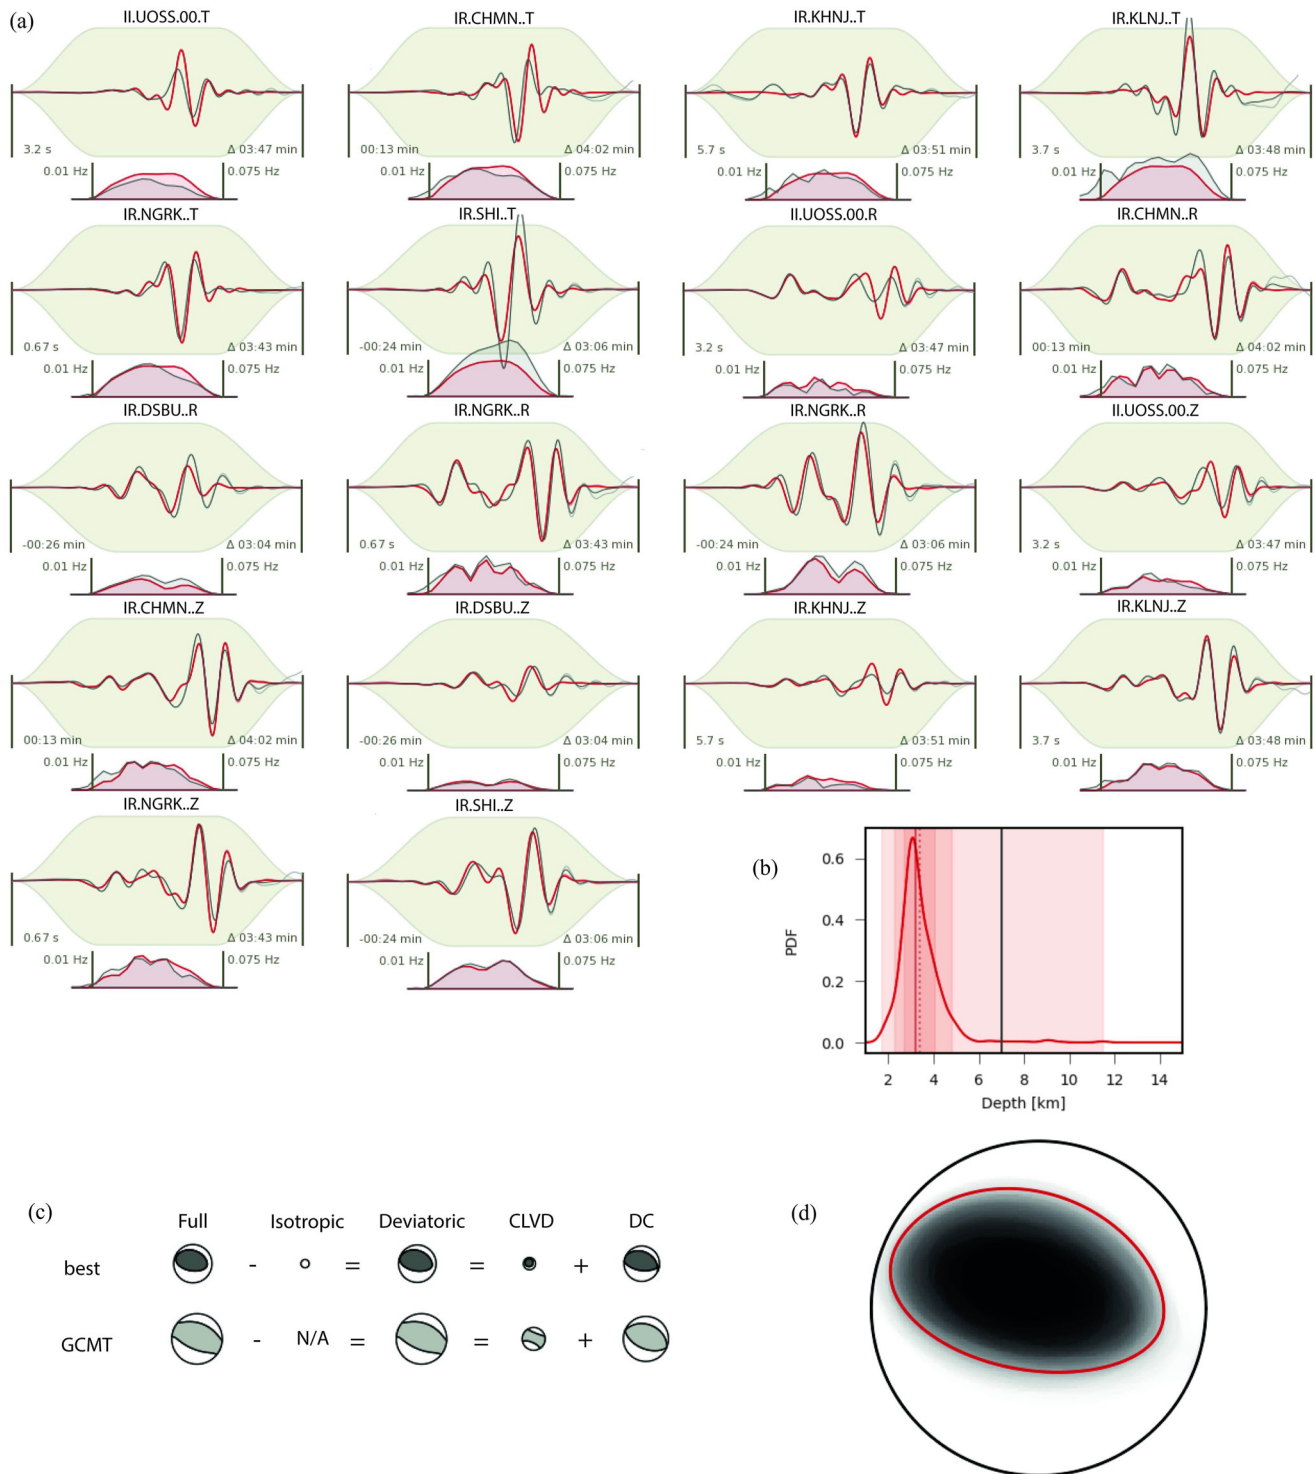 (a)
II.UOSS.00.T IR.CHMN..T IR.KHNJ..T IR.KLNJ..T
3.2 s Δ 03:47 min 00:13 min Δ 04:02 min 5.7 s Δ 03:51 min 3.7 s Δ 03:48 min
0.01 Hz 0.075 Hz 0.01 Hz 0.075 Hz 0.01 Hz 0.075 Hz 0.01 Hz 0.075 Hz
IR.NGRK..T IR.SHI..T II.UOSS.00.R IR.CHMN..R
0.67 s Δ 03:43 min -00:24 min Δ 03:06 min 3.2 s Δ 03:47 min 00:13 min Δ 04:02 min
0.01 Hz 0.075 Hz 0.01 Hz 0.075 Hz 0.01 Hz 0.075 Hz 0.01 Hz 0.075 Hz
IR.DSBU..R IR.NGRK..R IR.NGRK..R II.UOSS.00.Z
-00:26 min Δ 03:04 min 0.67 s Δ 03:43 min -00:24 min Δ 03:06 min 3.2 s Δ 03:47 min
0.01 Hz 0.075 Hz 0.01 Hz 0.075 Hz 0.01 Hz 0.075 Hz 0.01 Hz 0.075 Hz
IR.CHMN..Z IR.DSBU..Z IR.KHNJ..Z IR.KLNJ..Z
00:13 min Δ 04:02 min -00:26 min Δ 03:04 min 5.7 s Δ 03:51 min 3.7 s Δ 03:48 min
0.01 Hz 0.075 Hz 0.01 Hz 0.075 Hz 0.01 Hz 0.075 Hz 0.01 Hz 0.075 Hz
IR.NGRK..Z IR.SHI..Z
0.67 s Δ 03:43 min -00:24 min Δ 03:06 min
0.01 Hz 0.075 Hz 0.01 Hz 0.075 Hz
(b)
0.6
0.4
PDF
0.2
0.0
2 4 6 8 10 12 14
Depth [km]
(c)
Full Isotropic Deviatoric CLVD DC
best - = = +
GCMT - N/A = = +
(d)